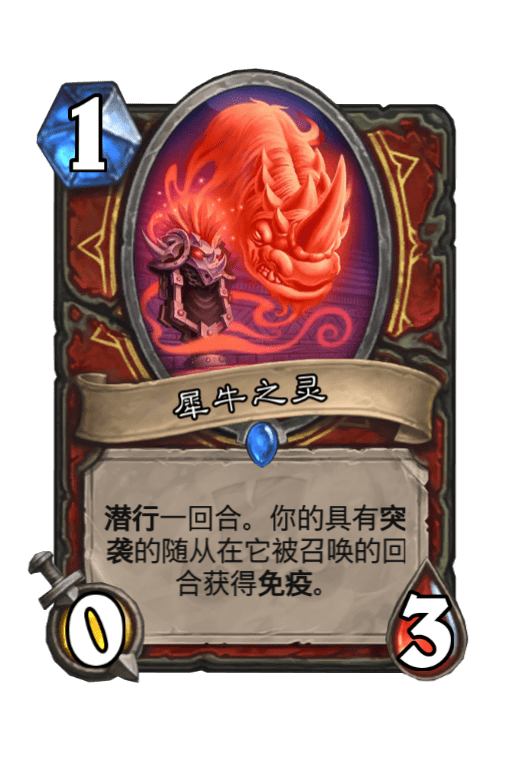 1
犀牛之灵
潜行一回合。你的具有突
袭的随从在它被召唤的回
合获得免疫。
0
3